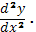 d²y/dx² .